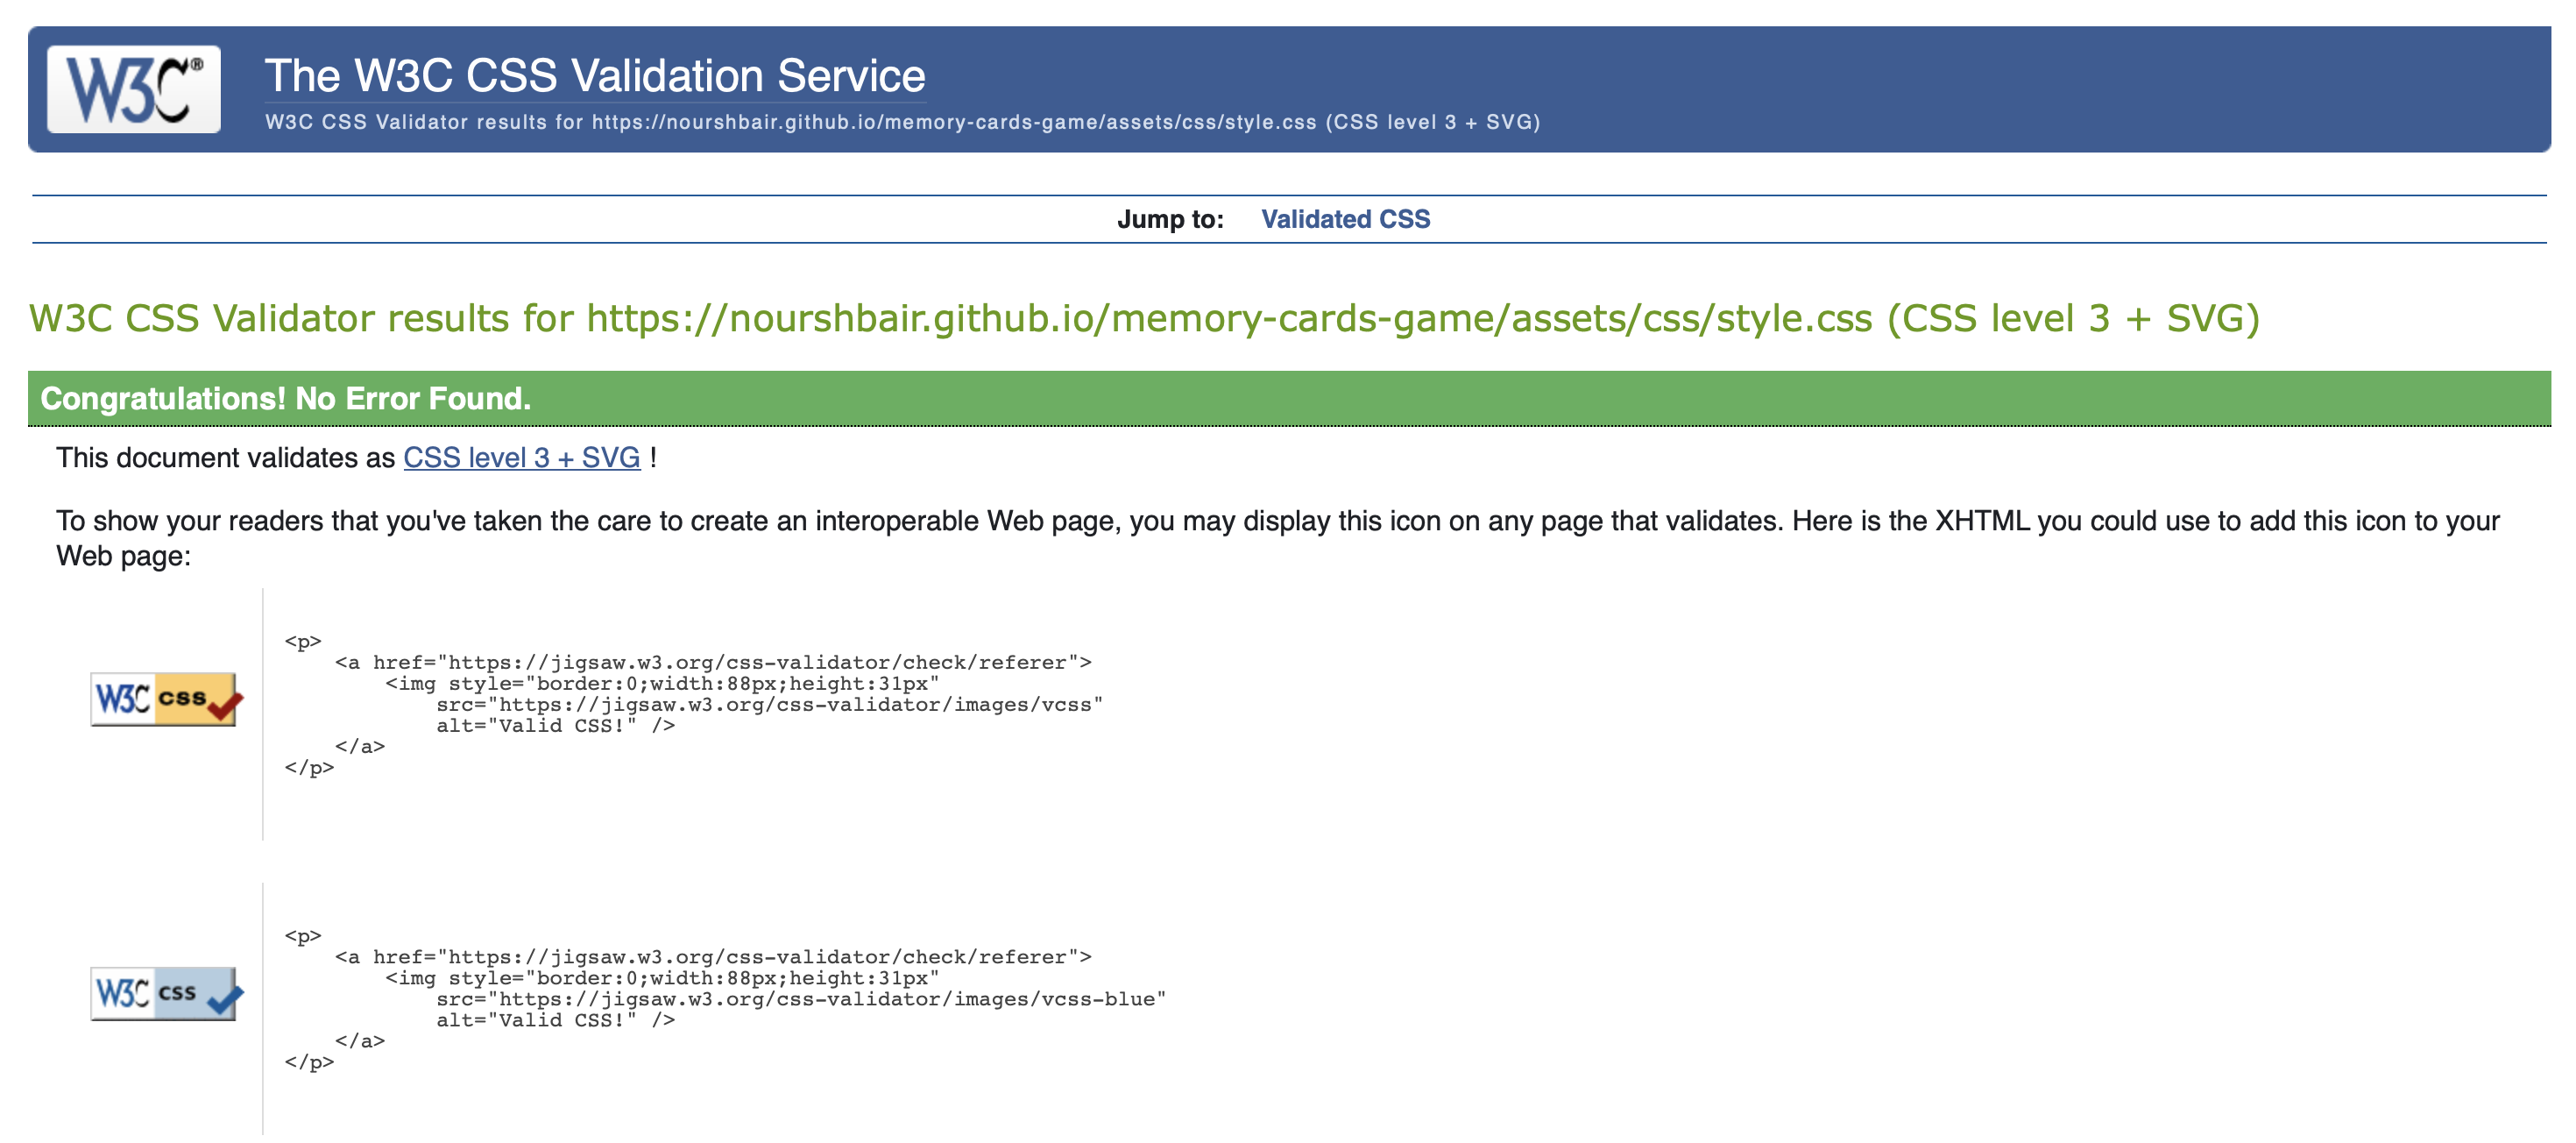 W3C®
The W3C CSS Validation Service
W3C CSS Validator results for https://nourshbair.github.io/memory-cards-game/assets/css/style.css (CSS level 3 + SVG)
Jump to: Validated CSS
W3C CSS Validator results for https://nourshbair.github.io/memory-cards-game/assets/css/style.css (CSS level 3 + SVG)
Congratulations! No Error Found.
This document validates as CSS level 3 + SVG !
To show your readers that you've taken the care to create an interoperable Web page, you may display this icon on any page that validates. Here is the XHTML you could use to add this icon to your
Web page:
<p>
<a href="https://jigsaw.w3.org/css-validator/check/referer">
<img style="border:0;width:88px;height:31px"
W3C css
src="https://jigsaw.w3.org/css-validator/images/vcss"
alt="Valid CSS!" />
</a>
</p>
<p>
<a href="https://jigsaw.w3.org/css-validator/check/referer">
<img style="border:0;width:88px;height:31px"
W3C css
src="https://jigsaw.w3.org/css-validator/images/vcss-blue"
alt="Valid CSS!" />
</a>
</p>